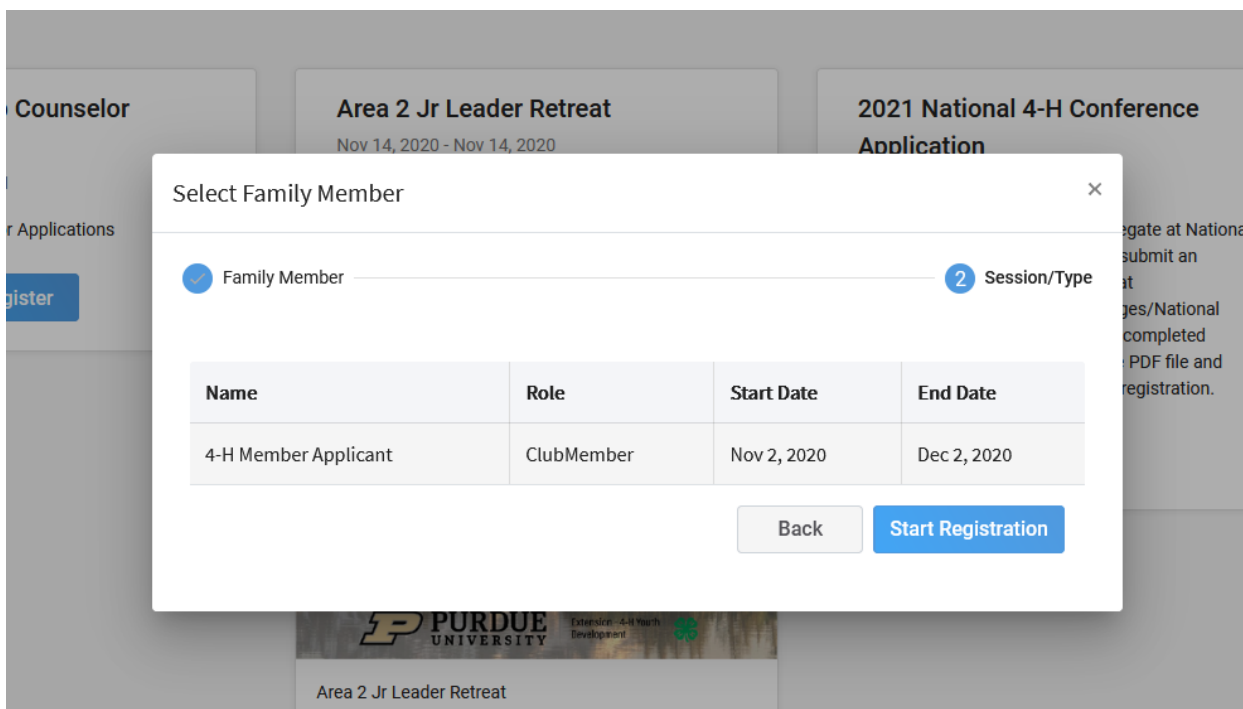 Counselor
r Applications
gister
Area 2 Jr Leader Retreat
Nov 14, 2020 - Nov 14, 2020
2021 National 4-H Conference
Application
egate at Nationa
submit an
at
ges/National
completed
PDF file and
registration.
Select Family Member
×
Family Member
2 Session/Type
Name Role Start Date End Date
4-H Member Applicant ClubMember Nov 2, 2020 Dec 2, 2020
Back Start Registration
P PURDUE
UNIVERSITY
Extension - 4-H Youth
Development
Area 2 Jr Leader Retreat